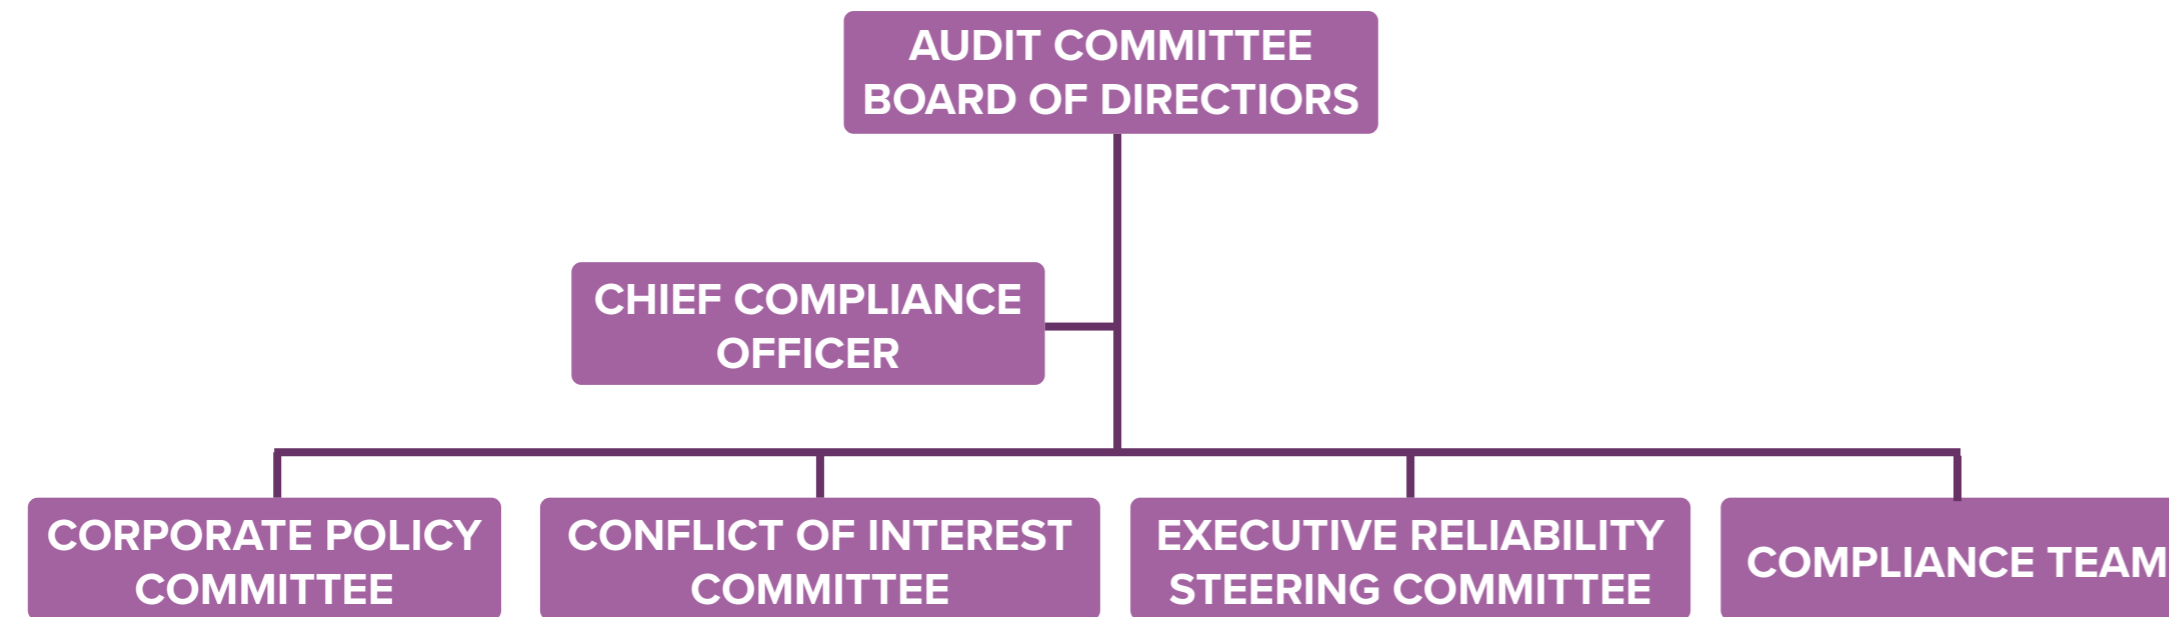 AUDIT COMMITTEE
BOARD OF DIRECTIORS
CHIEF COMPLIANCE
OFFICER
CORPORATE POLICY
COMMITTEE
CONFLICT OF INTEREST
COMMITTEE
EXECUTIVE RELIABILITY
STEERING COMMITTEE
COMPLIANCE TEAM